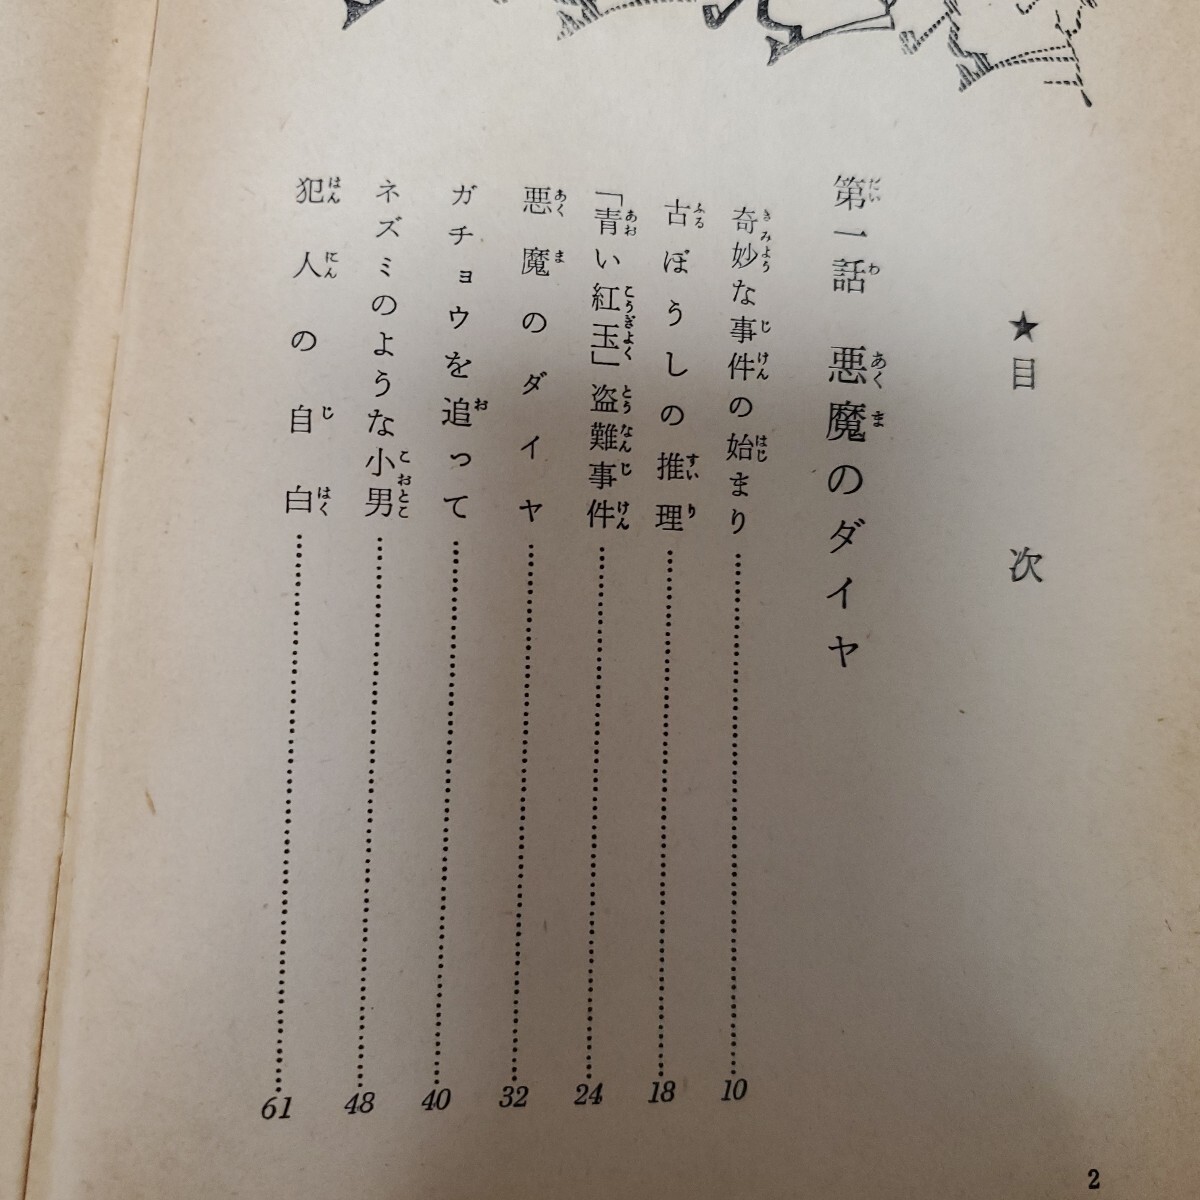 ★目次
第一話 悪魔のダイヤ
奇妙な事件の始まり……10
古ぼうしの推理……18
「青い紅玉」盗難事件……24
悪魔のダイヤ……32
ガチョウを追って……40
ネズミのような小男……48
犯人の自白……61
2